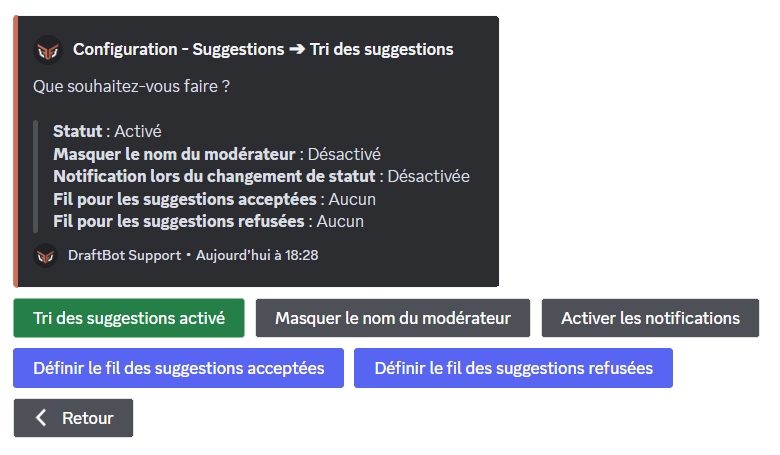 Configuration - Suggestions ➔ Tri des suggestions
Que souhaitez-vous faire ?
Statut : Activé
Masquer le nom du modérateur : Désactivé
Notification lors du changement de statut : Désactivée
Fil pour les suggestions acceptées : Aucun
Fil pour les suggestions refusées : Aucun
DraftBot Support • Aujourd'hui à 18:28
Tri des suggestions activé Masquer le nom du modérateur Activer les notifications
Définir le fil des suggestions acceptées Définir le fil des suggestions refusées
Retour